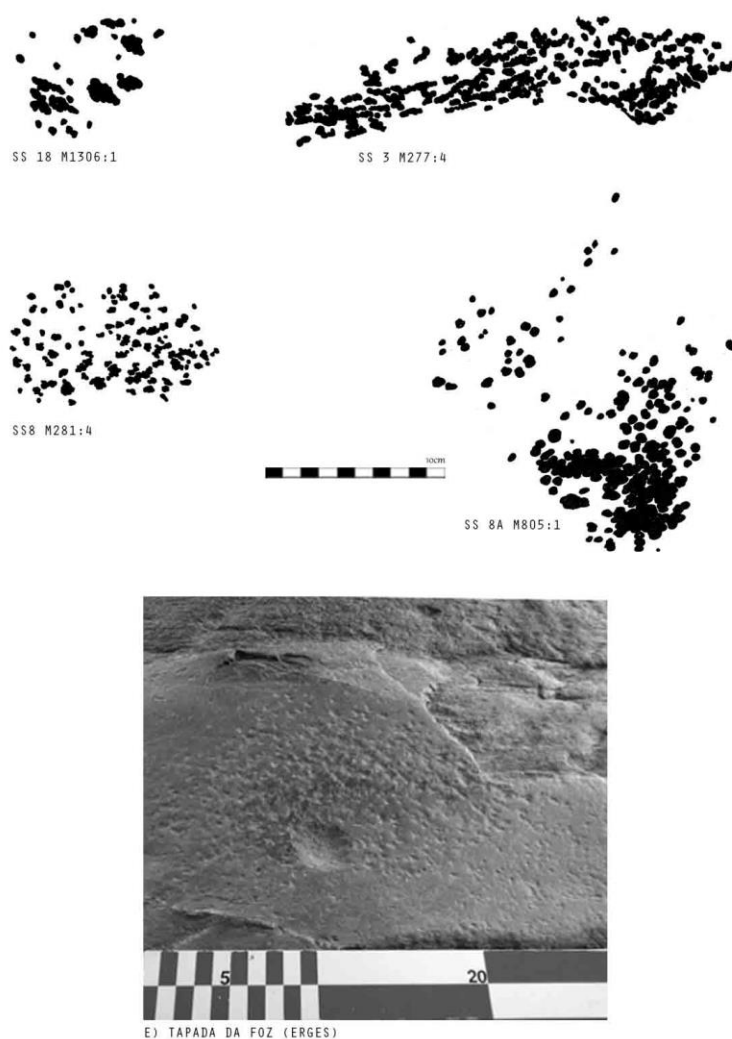 SS 18 M1306:1
SS 3 M277:4
SS8 M281:4
10cm
SS 8A M805:1
5
20
E) TAPADA DA FOZ (ERGES)